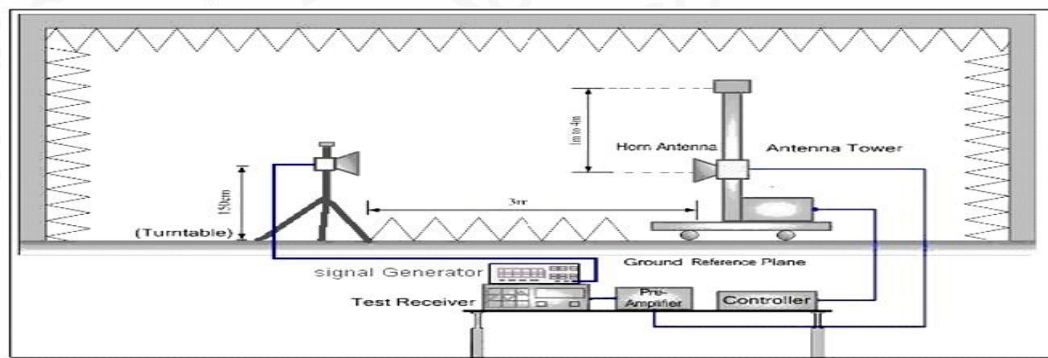 1m to 4m
Horn Antenna
Antenna Tower
150cm
3m
(Turntable)
Ground Reference Plane
signal Generator
Test Receiver
Pre-
Amplifier
Controller